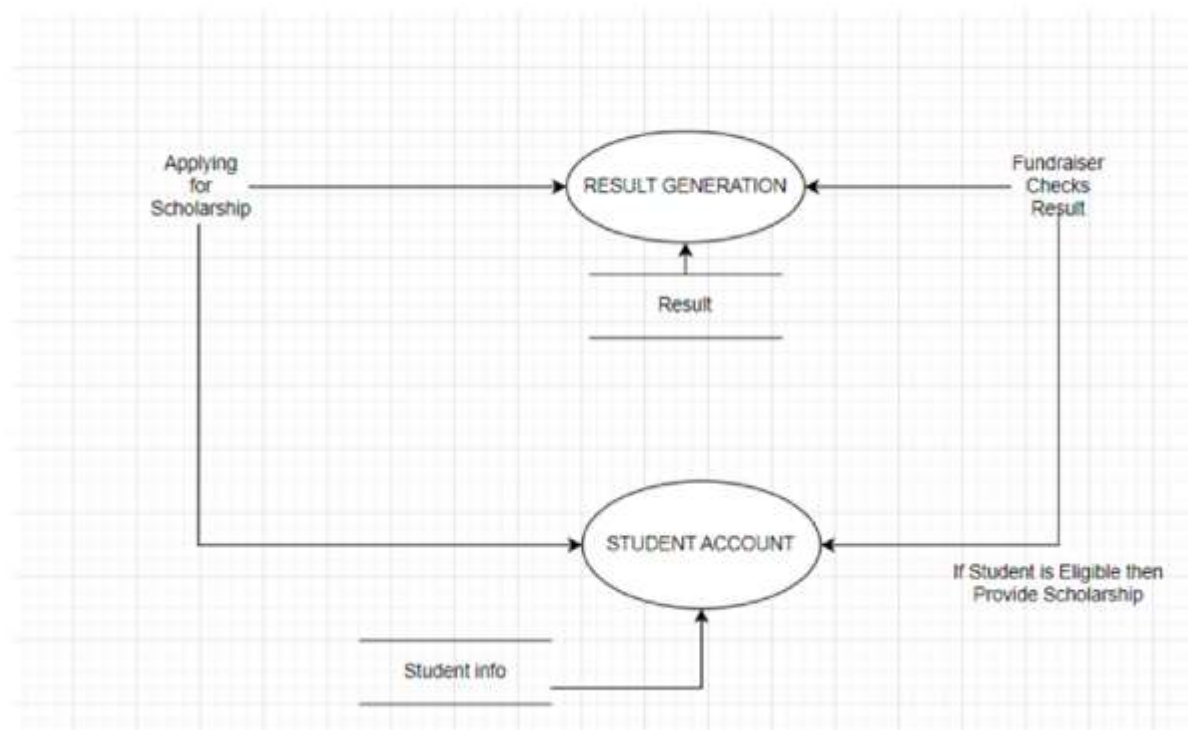 Applying
for
Scholarship
RESULT GENERATION
Fundraiser
Checks
Result
Result
STUDENT ACCOUNT
If Student is Eligible then
Provide Scholarship
Student info